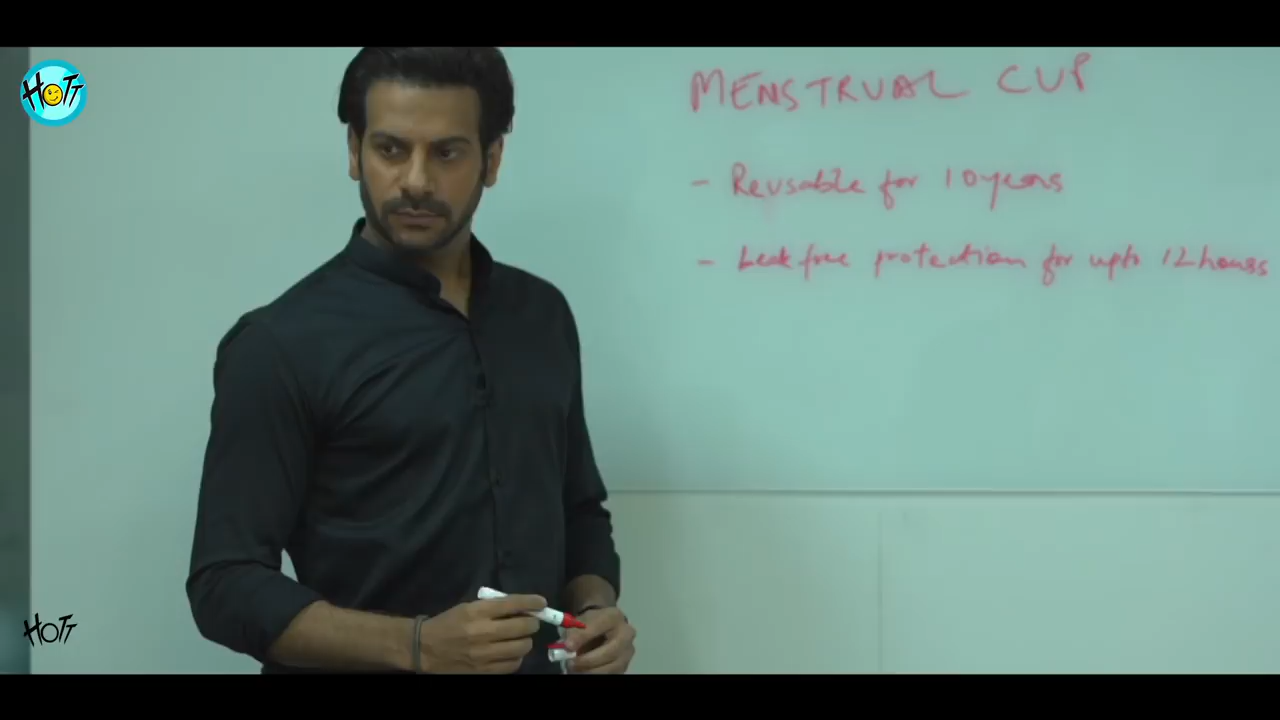 HOTT
MENSTRUAL CUP
- Reusable for 10 years
- Leak free protection for upto 12 hours
HOTT